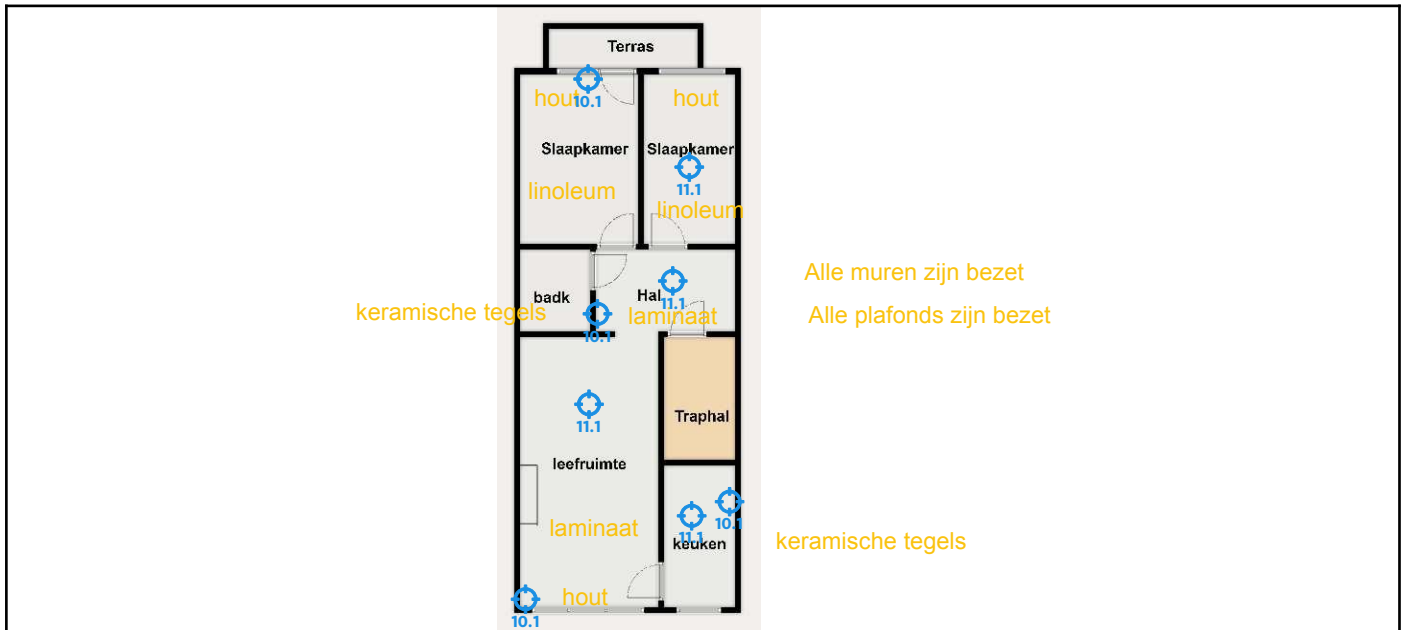 Terras
hout
10.1
hout
Slaapkamer
Slaapkamer
11.1
linoleum
linoleum
Alle muren zijn bezet
badk
Hal
11.1
keramische tegels
laminaat
Alle plafonds zijn bezet
10.1
11.1
Traphal
leefruimte
10.1
11.1
laminaat
keuken
keramische tegels
hout
10.1